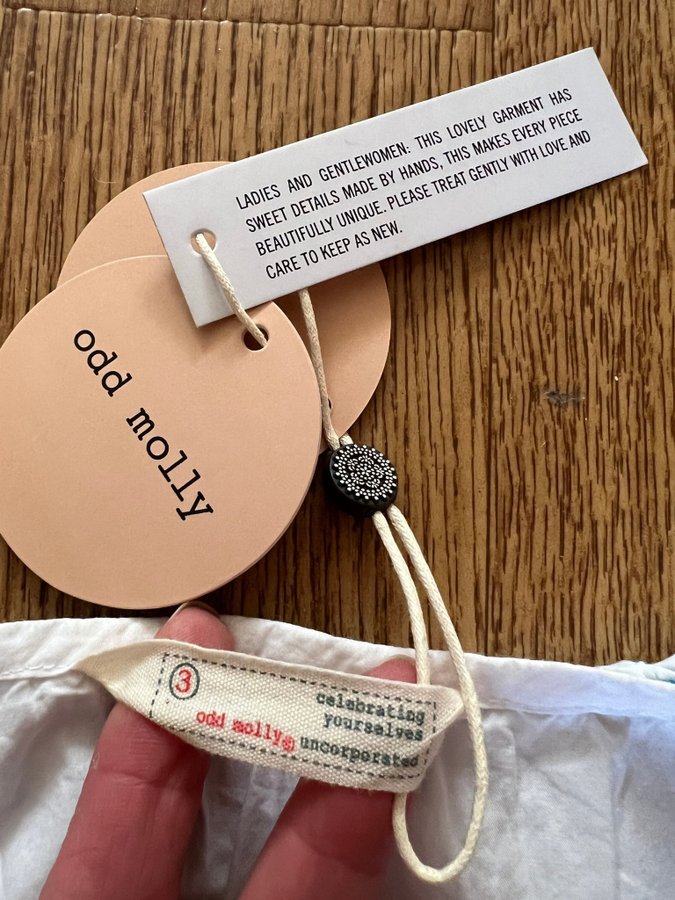 LADIES AND GENTLEWOMEN: THIS LOVELY GARMENT HAS
SWEET DETAILS MADE BY HANDS, THIS MAKES EVERY PIECE
BEAUTIFULLY UNIQUE. PLEASE TREAT GENTLY WITH LOVE AND
CARE TO KEEP AS NEW.
odd molly
3
odd molly®
celebrating
yourselves
uncorporated